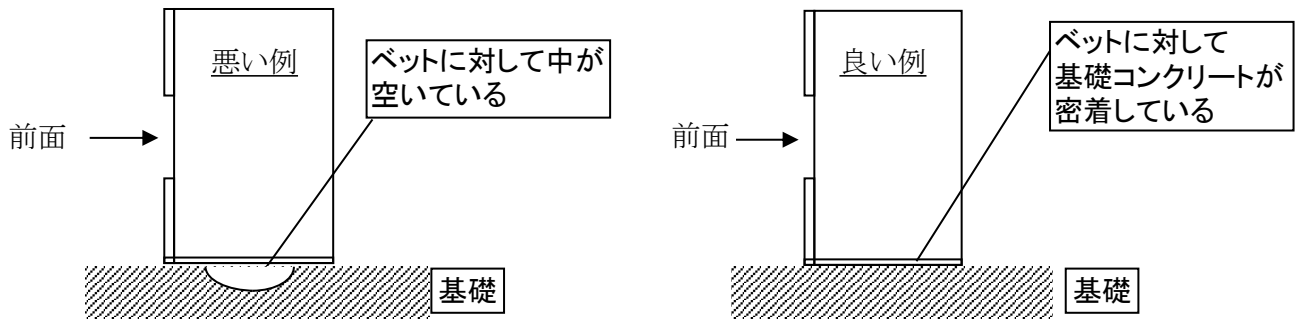 悪い例
ベットに対して中が
空いている
前面
基礎
良い例
ベットに対して
基礎コンクリートが
密着している
前面
基礎